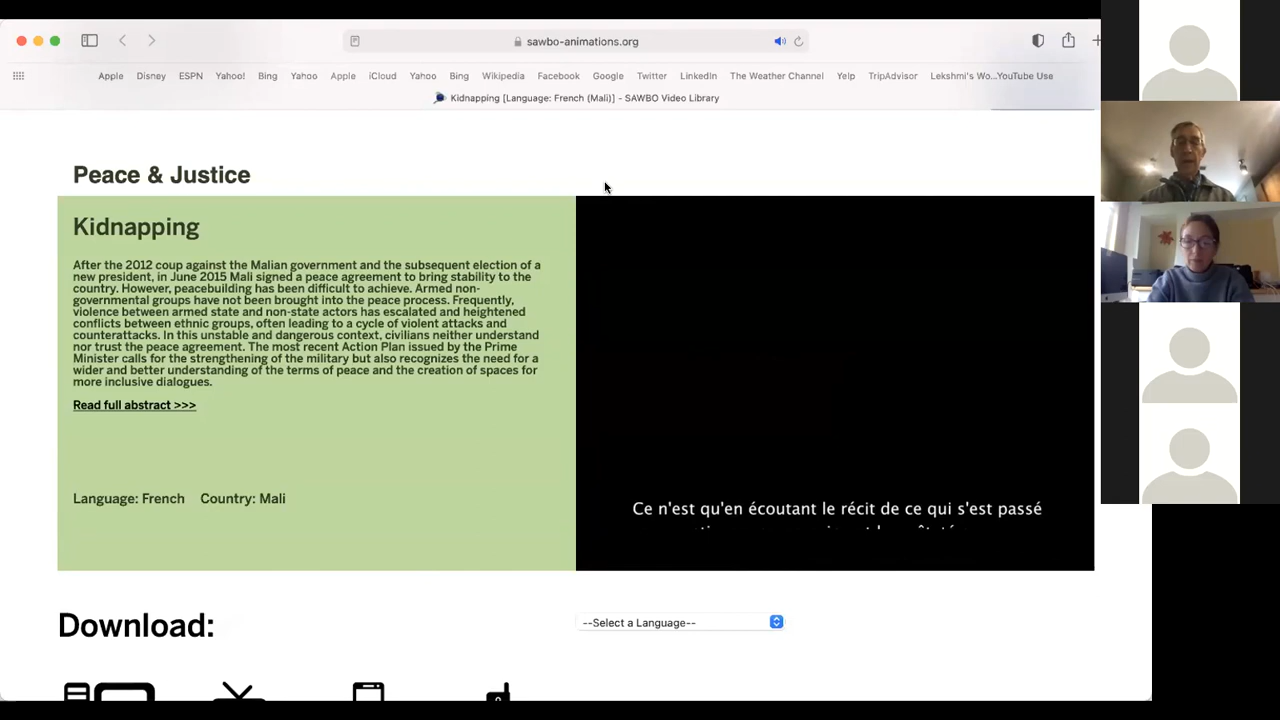 sawbo-animations.org
Apple Disney ESPN Yahoo! Bing Yahoo Apple iCloud Yahoo Bing Wikipedia Facebook Google Twitter LinkedIn The Weather Channel Yelp TripAdvisor Lekshmi's Wo...YouTube Use
Kidnapping [Language: French (Mali)] - SAWBO Video Library
Peace & Justice
Kidnapping
After the 2012 coup against the Malian government and the subsequent election of a
new president, in June 2015 Mali signed a peace agreement to bring stability to the
country. However, peacebuilding has been difficult to achieve. Armed non-
governmental groups have not been brought into the peace process. Frequently,
violence between armed state and non-state actors has escalated and heightened
conflicts between ethnic groups, often leading to a cycle of violent attacks and
counterattacks. In this unstable and dangerous context, civilians neither understand
nor trust the peace agreement. The most recent Action Plan issued by the Prime
Minister calls for the strengthening of the military but also recognizes the need for a
wider and better understanding of the terms of peace and the creation of spaces for
more inclusive dialogues.
Read full abstract >>>
Language: French Country: Mali
Ce n'est qu'en écoutant le récit de ce qui s'est passé
Download:
--Select a Language--